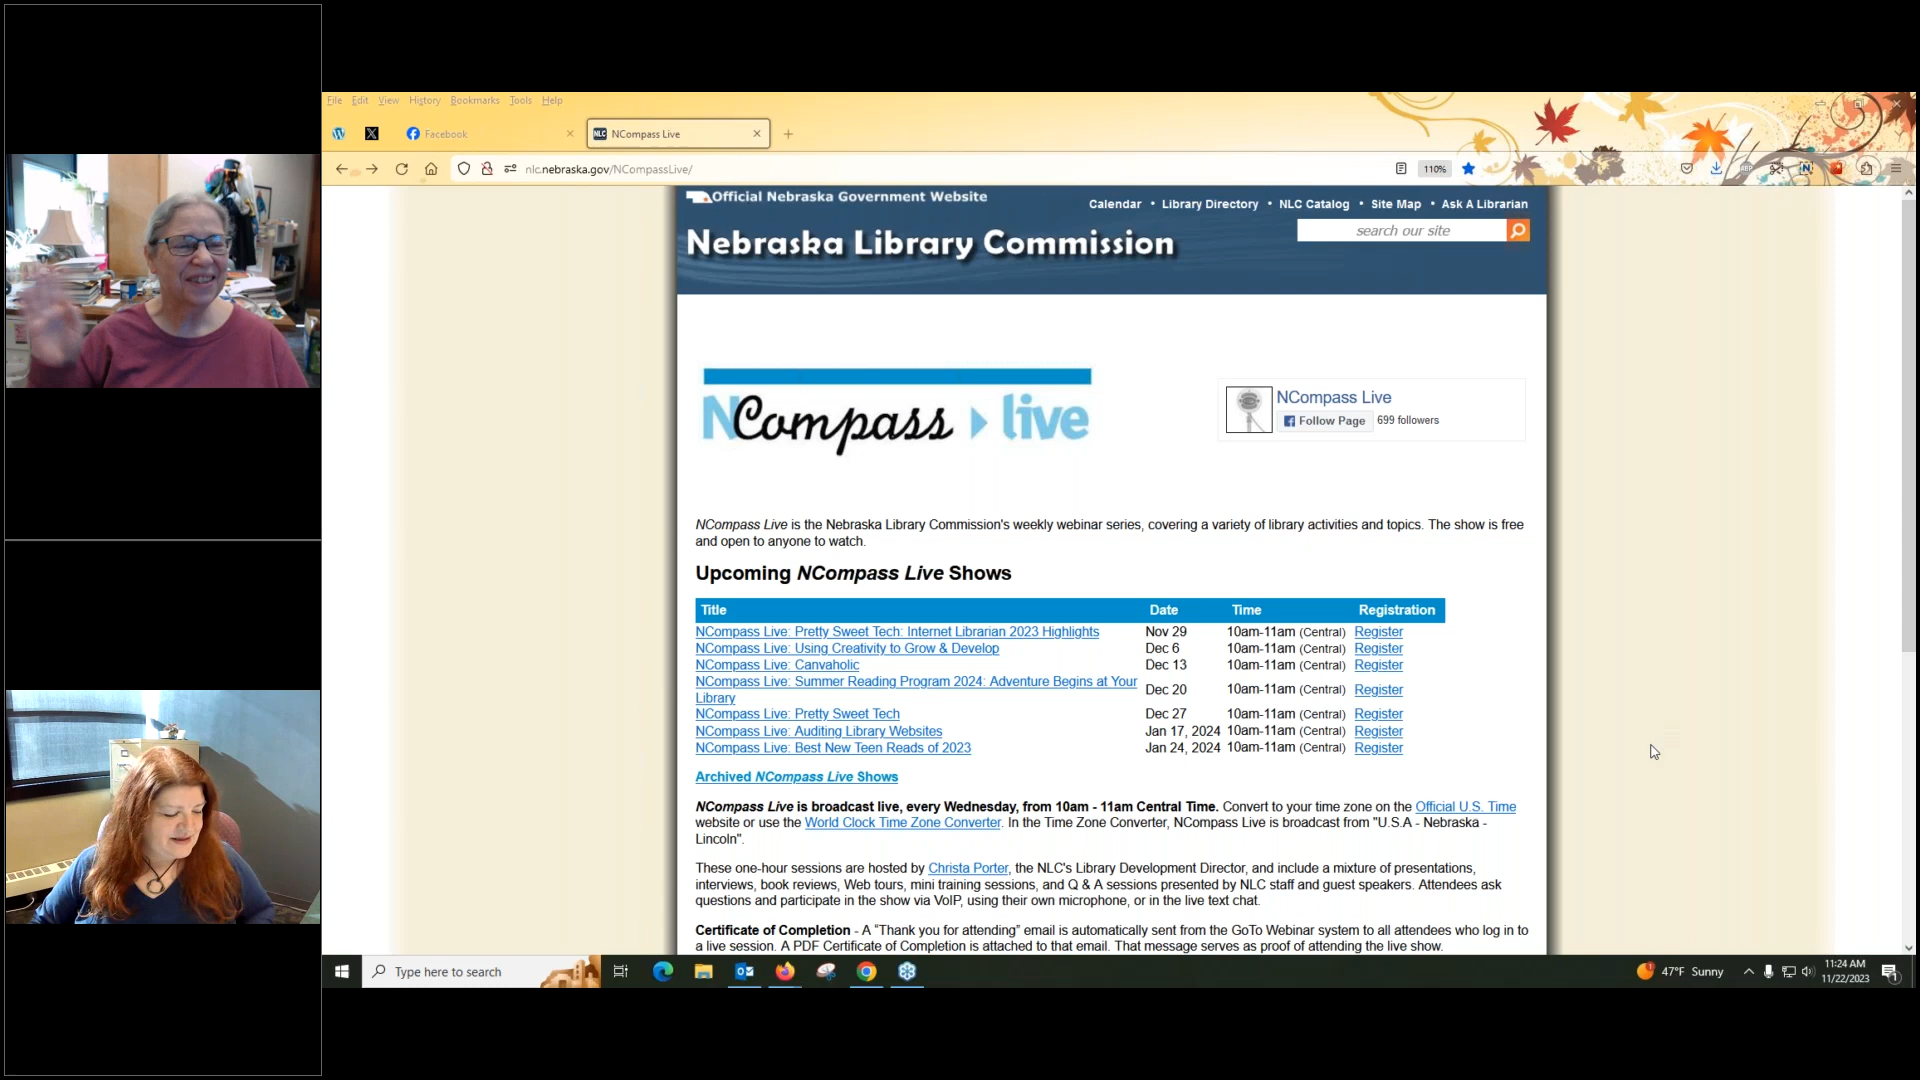 File Edit View History Bookmarks Tools Help
Facebook
NLC NCompass Live
nlc.nebraska.gov/NCompassLive/
110%
Official Nebraska Government Website
Calendar • Library Directory • NLC Catalog • Site Map • Ask A Librarian
Nebraska Library Commission
search our site
NCompass live
NCompass Live
Follow Page 699 followers
NCompass Live is the Nebraska Library Commission's weekly webinar series, covering a variety of library activities and topics. The show is free
and open to anyone to watch.
Upcoming NCompass Live Shows
Title Date Time Registration
NCompass Live: Pretty Sweet Tech: Internet Librarian 2023 Highlights Nov 29 10am-11am (Central) Register
NCompass Live: Using Creativity to Grow & Develop Dec 6 10am-11am (Central) Register
NCompass Live: Canvaholic Dec 13 10am-11am (Central) Register
NCompass Live: Summer Reading Program 2024: Adventure Begins at Your
Library Dec 20 10am-11am (Central) Register
NCompass Live: Pretty Sweet Tech Dec 27 10am-11am (Central) Register
NCompass Live: Auditing Library Websites Jan 17, 2024 10am-11am (Central) Register
NCompass Live: Best New Teen Reads of 2023 Jan 24, 2024 10am-11am (Central) Register
Archived NCompass Live Shows
NCompass Live is broadcast live, every Wednesday, from 10am - 11am Central Time. Convert to your time zone on the Official U.S. Time
website or use the World Clock Time Zone Converter. In the Time Zone Converter, NCompass Live is broadcast from "U.S.A - Nebraska -
Lincoln".
These one-hour sessions are hosted by Christa Porter, the NLC's Library Development Director, and include a mixture of presentations,
interviews, book reviews, Web tours, mini training sessions, and Q & A sessions presented by NLC staff and guest speakers. Attendees ask
questions and participate in the show via VoIP, using their own microphone, or in the live text chat.
Certificate of Completion - A “Thank you for attending” email is automatically sent from the GoTo Webinar system to all attendees who log in to
a live session. A PDF Certificate of Completion is attached to that email. That message serves as proof of attending the live show.
Type here to search
47°F Sunny
11:24 AM
11/22/2023